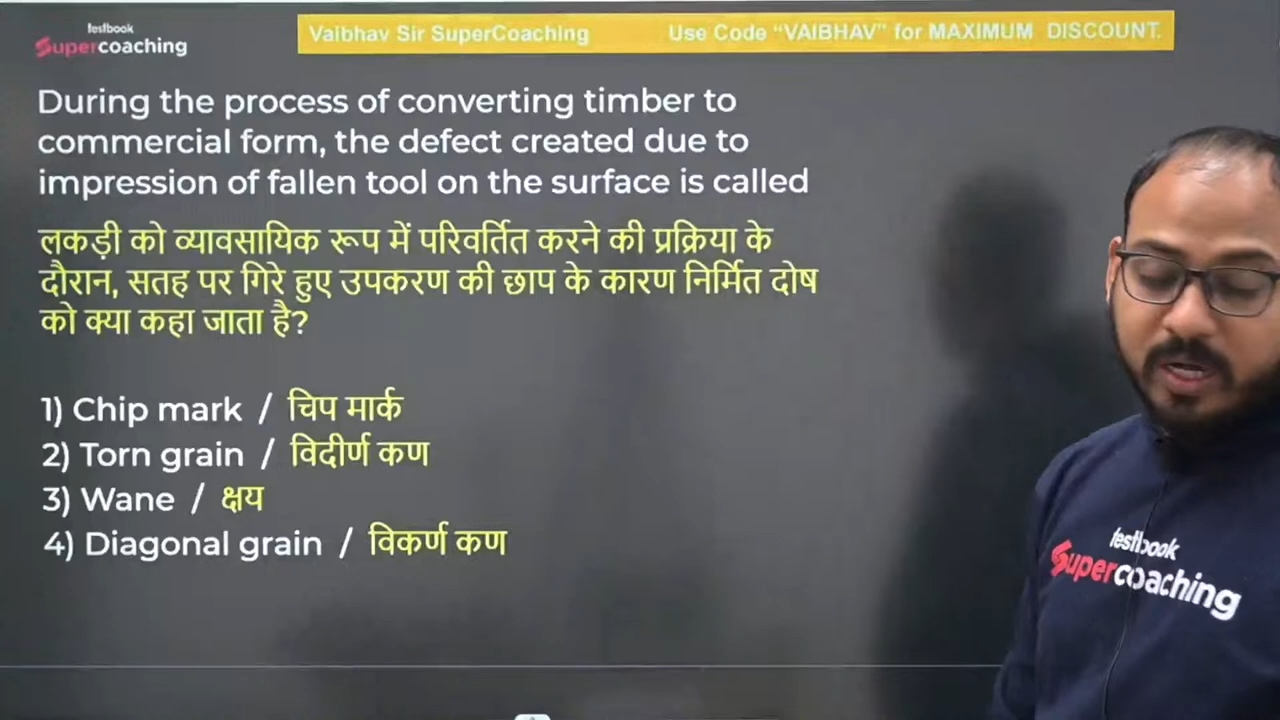 testbook
Supercoaching
Vaibhav Sir SuperCoaching Use Code “VAIBHAV” for MAXIMUM DISCOUNT.
During the process of converting timber to
commercial form, the defect created due to
impression of fallen tool on the surface is called
लकड़ी को व्यावसायिक रूप में परिवर्तित करने की प्रक्रिया के
दौरान, सतह पर गिरे हुए उपकरण की छाप के कारण निर्मित दोष
को क्या कहा जाता है?
1) Chip mark / चिप मार्क
2) Torn grain / विदीर्ण कण
3) Wane / क्षय
4) Diagonal grain / विकर्ण कण
testbook
Supercoaching